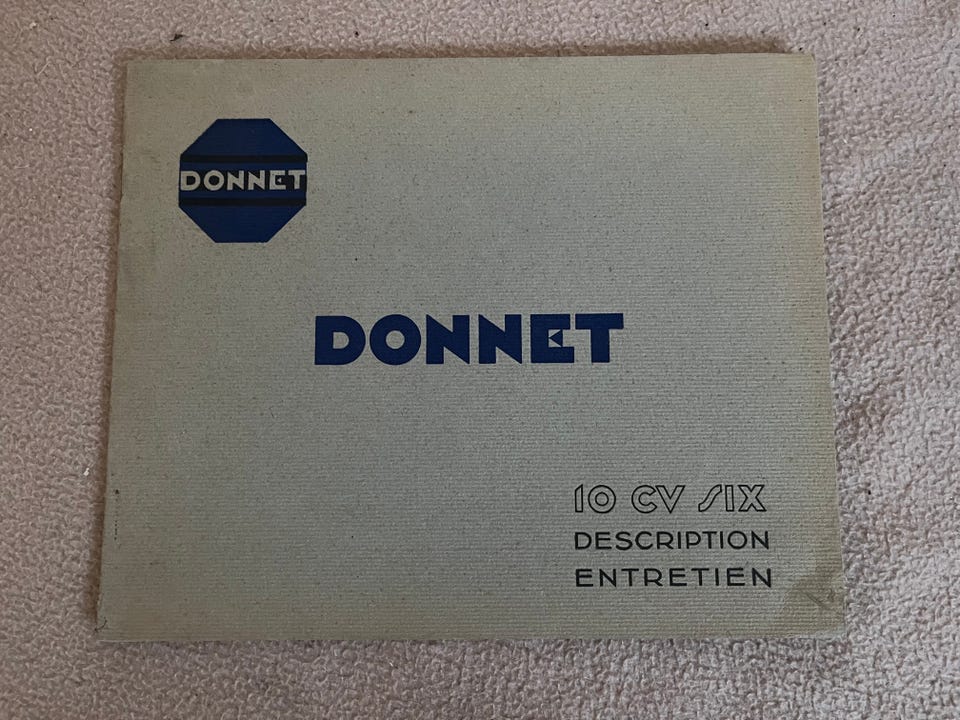 DONNET
DONNET
10 CV SIX
DESCRIPTION
ENTRETIEN